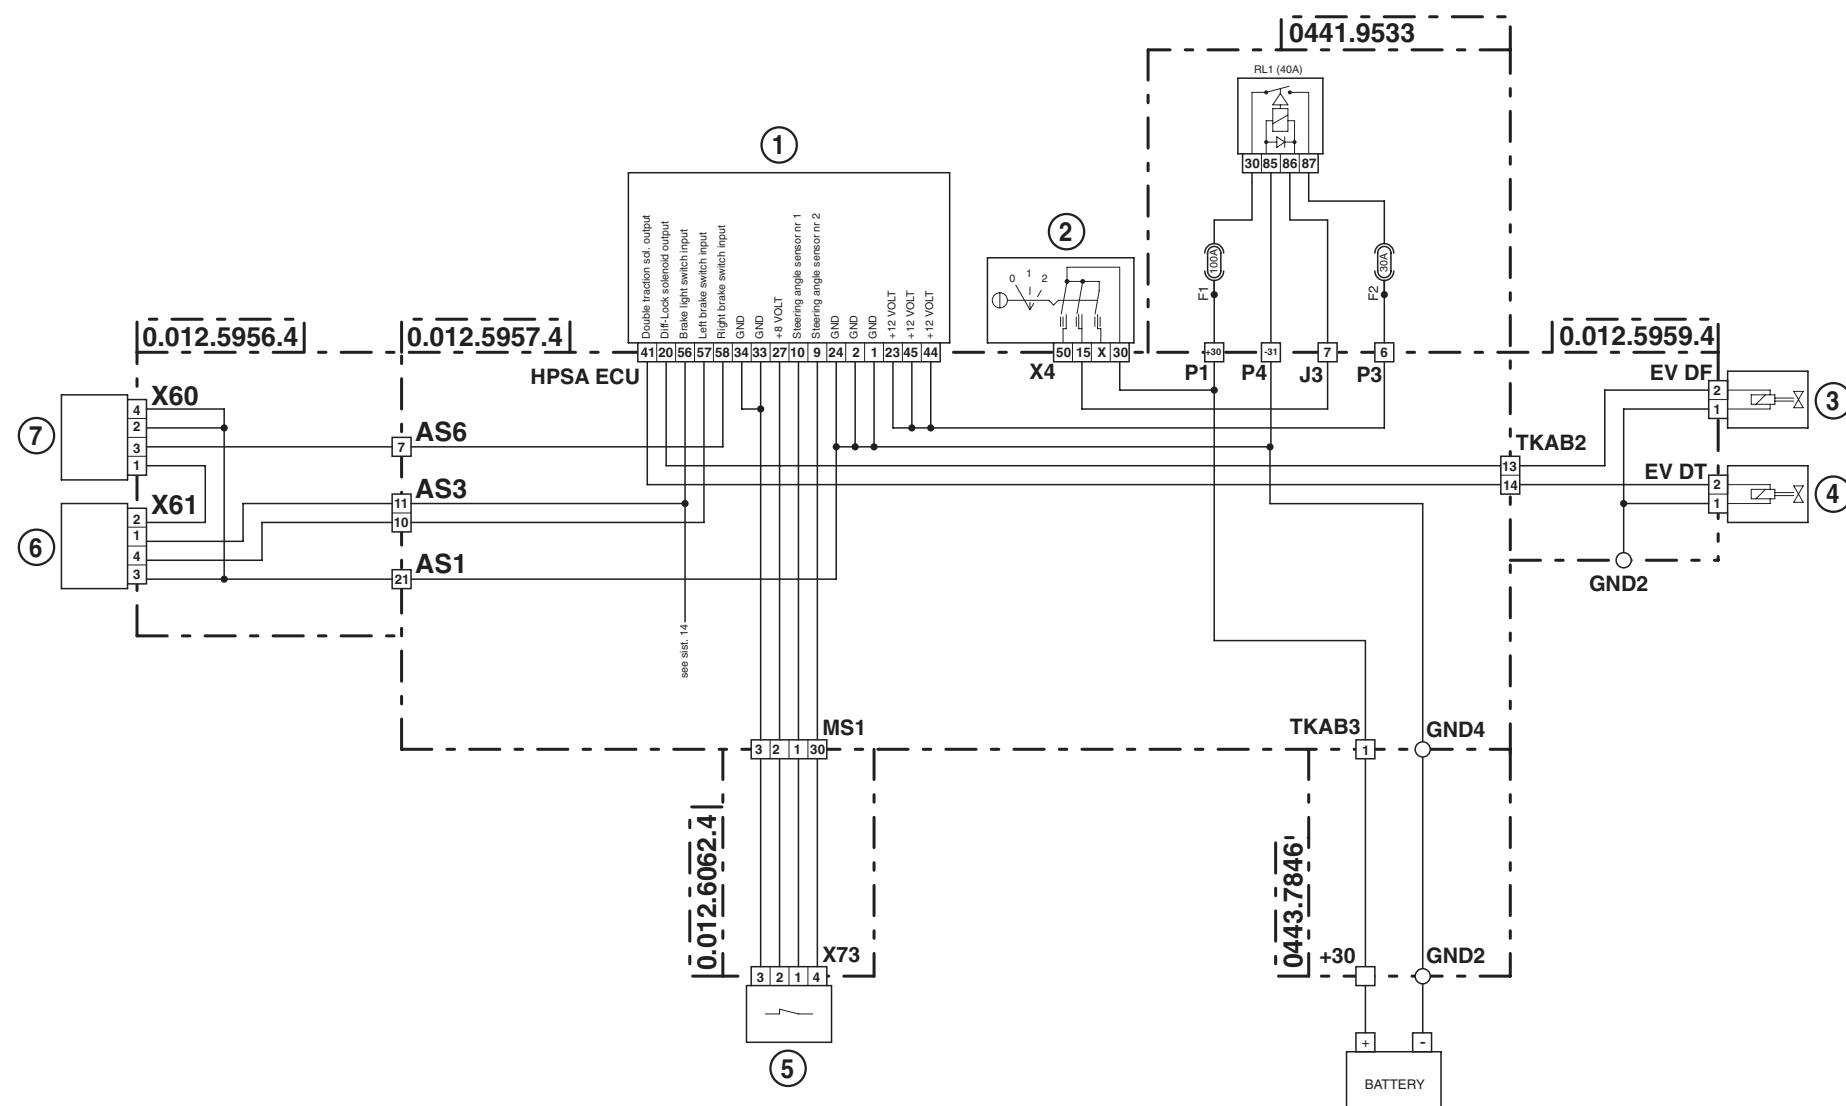 0441.9533
RL1 (40A)
30 85 86 87
1
2
Double traction sol. output
Diff-Lock solenoid output
Brake light switch input
Left brake switch input
Right brake switch input
GND
GND
+8 VOLT
Steering angle sensor nr 1
Steering angle sensor nr 2
GND
GND
GND
+12 VOLT
+12 VOLT
+12 VOLT
0 1 2
100A
F1
30A
F2
0.012.5956.4
0.012.5957.4
0.012.5959.4
41 20 56 57 58 34 33 27 10 9 24 2 1 23 45 44
HPSA ECU
50 15 X 30
X4
+30
P1
-31
P4
7
J3
6
P3
EV DF
2
1
3
X60
4
2
3
1
7
AS6
7
TKAB2
13
14
EV DT
2
1
4
X61
2
1
4
3
6
AS3
11
10
AS1
21
GND2
see sist. 14
MS1
3 2 1 30
TKAB3
1
GND4
0.012.6062.4
0443.7846
X73
3 2 1 4
5
+30
GND2
+ -
BATTERY